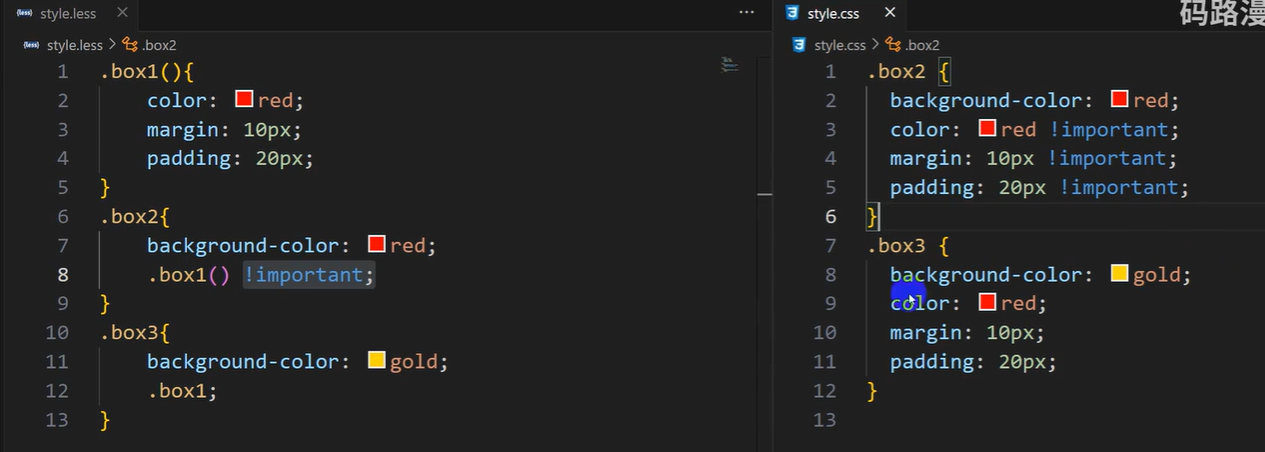 style.less
style.less > .box2
1 .box1(){
2 color: red;
3 margin: 10px;
4 padding: 20px;
5 }
6 .box2{
7 background-color: red;
8 .box1() !important;
9 }
10 .box3{
11 background-color: gold;
12 .box1;
13 }
style.css
码路漫
style.css > .box2
1 .box2 {
2 background-color: red;
3 color: red !important;
4 margin: 10px !important;
5 padding: 20px !important;
6 }
7 .box3 {
8 background-color: gold;
9 color: red;
10 margin: 10px;
11 padding: 20px;
12 }
13